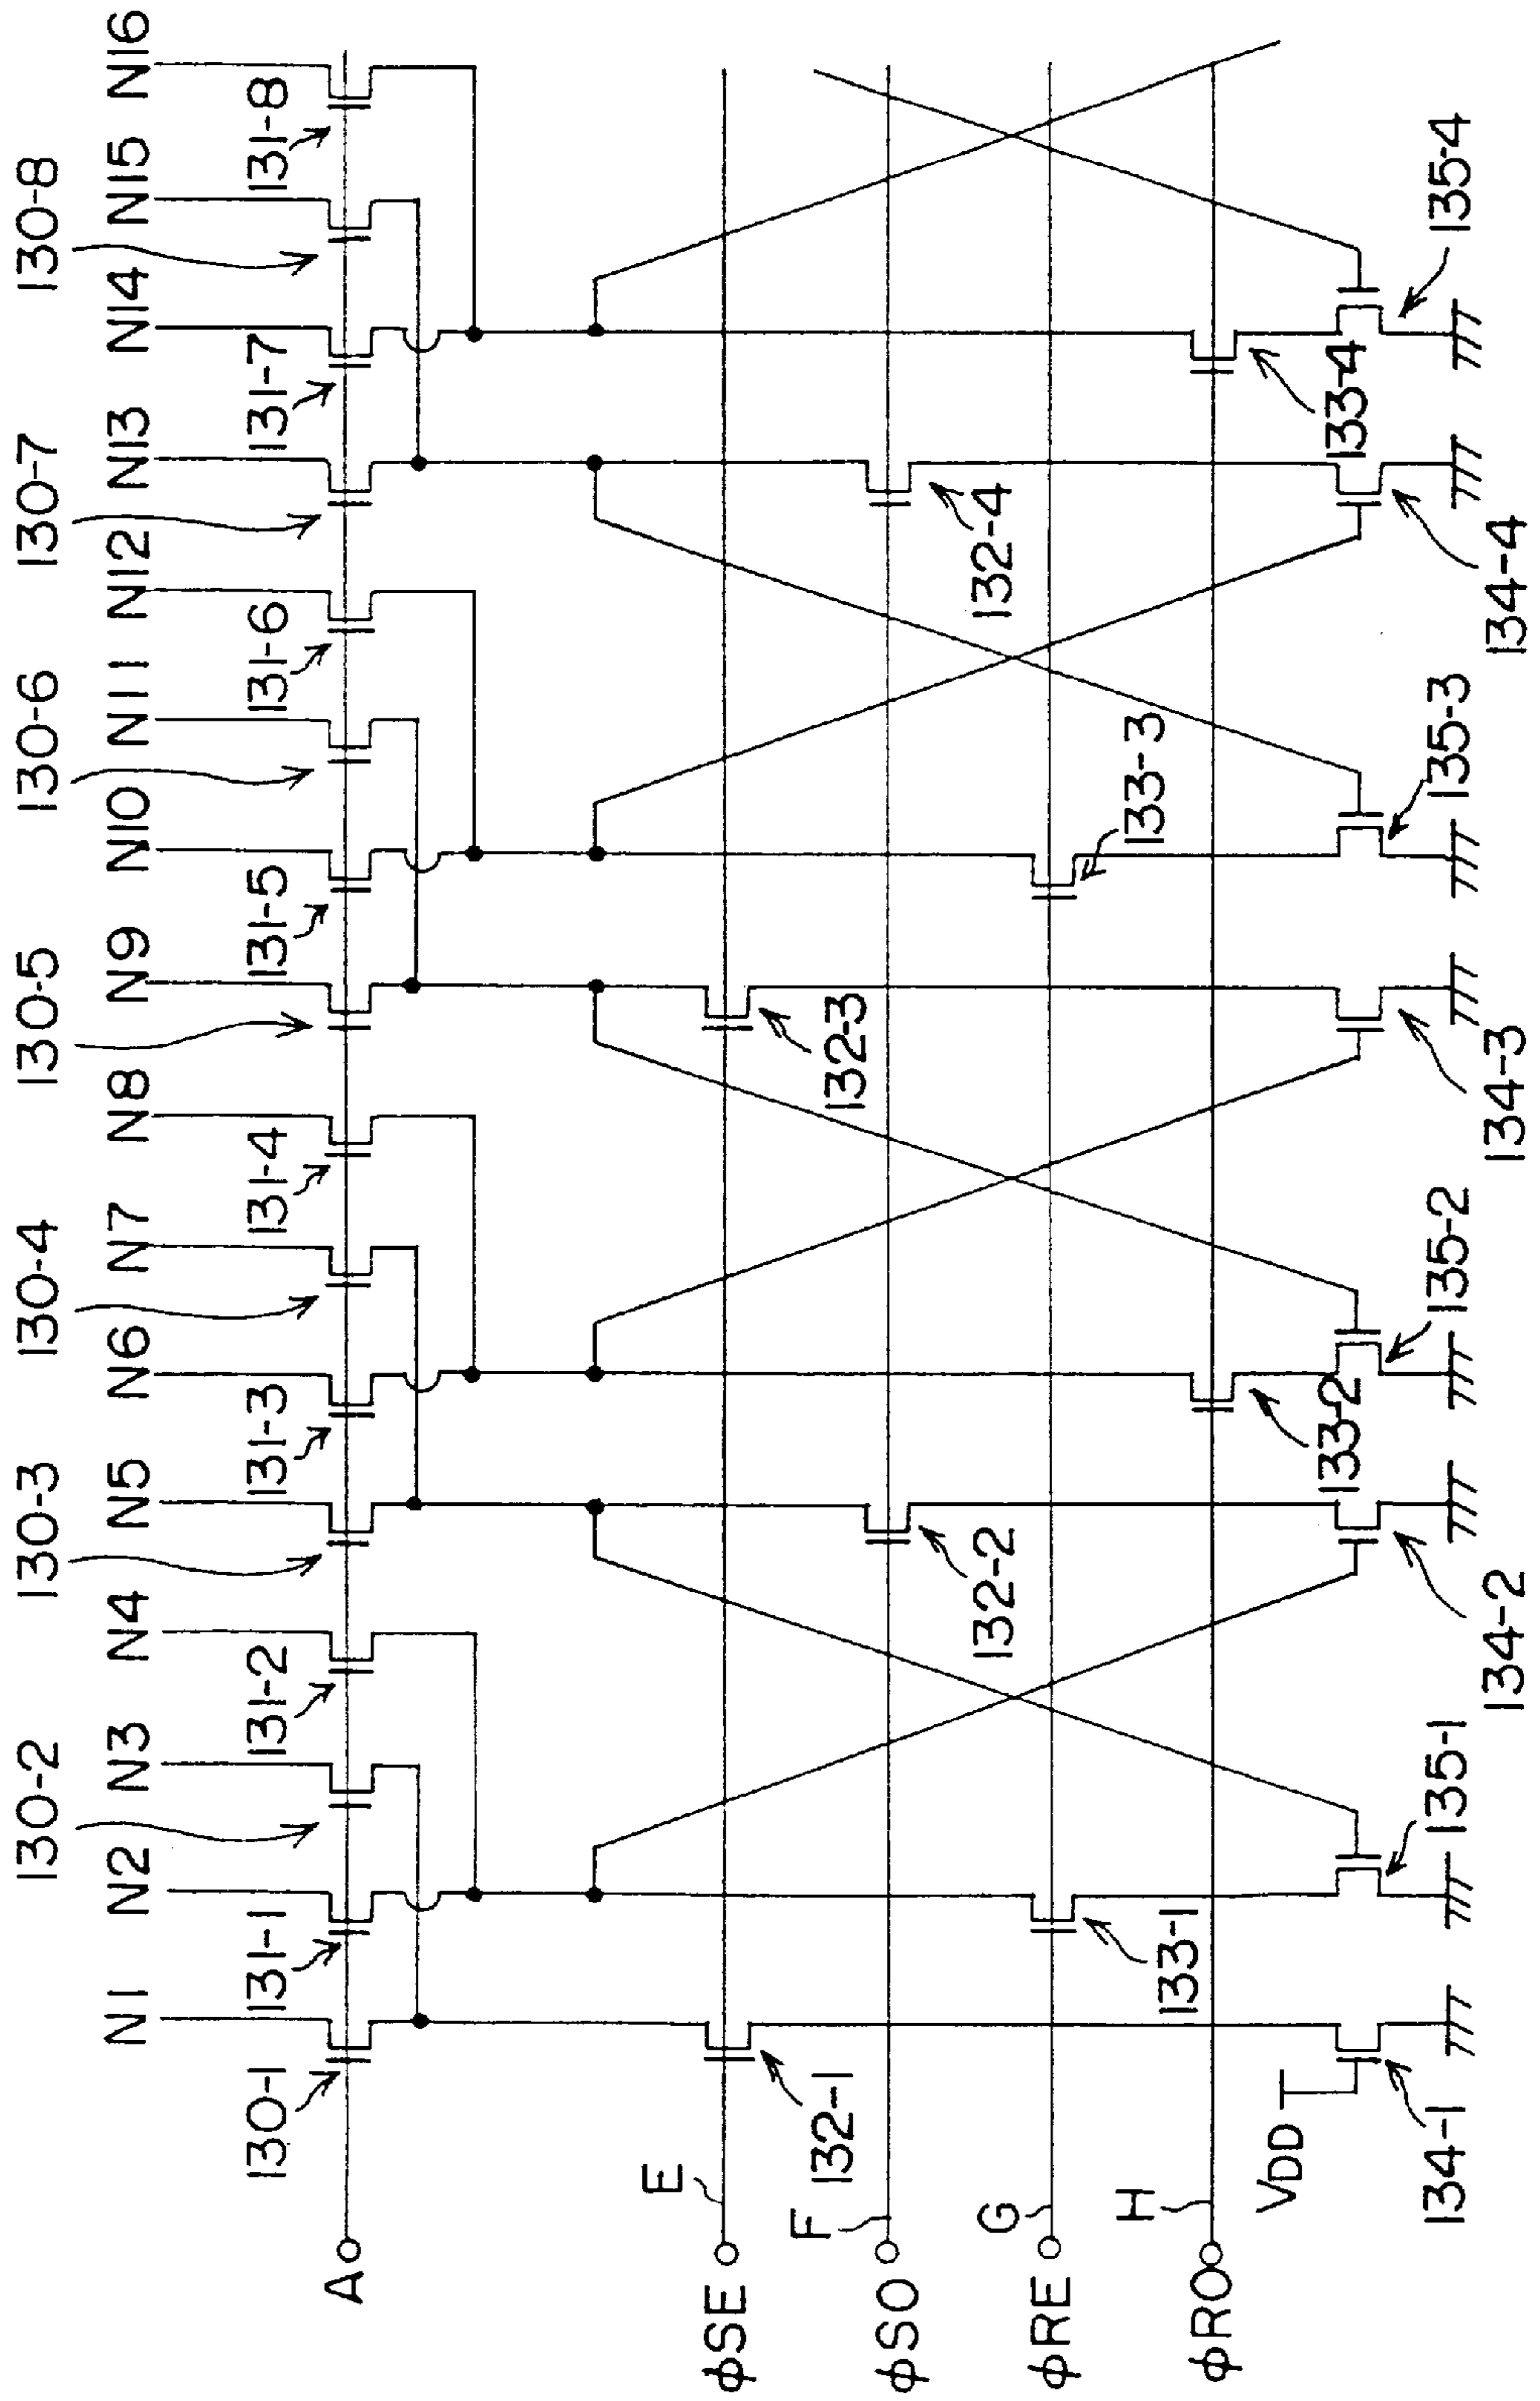 130-2 130-3 130-4 130-5 130-6 130-7 130-8
N1 N2 N3 N4 N5 N6 N7 N8 N9 N10 N11 N12 N13 N14 N15 N16
130-1 131-1 131-2 131-3 131-4 131-5 131-6 131-7 131-8
A
E
φSE
132-1 132-3
F
φSO
132-2 132-4
G
φRE
133-1 133-3
H
φRO
VDD
133-2 133-4
134-1 135-1 135-2 135-3 135-4
134-2 134-3 134-4